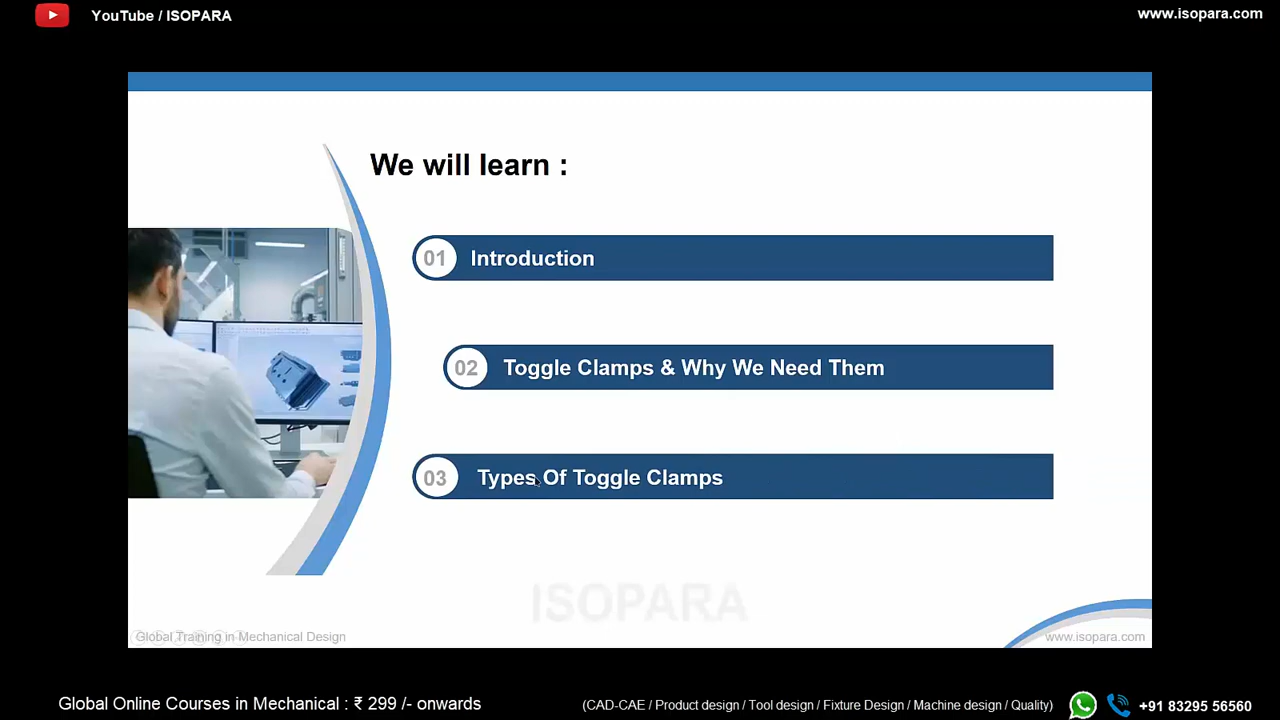 YouTube / ISOPARA
www.isopara.com
We will learn :
01 Introduction
02 Toggle Clamps & Why We Need Them
03 Types Of Toggle Clamps
ISOPARA
Global Training in Mechanical Design
www.isopara.com
Global Online Courses in Mechanical : ₹ 299 /- onwards
(CAD-CAE / Product design / Tool design / Fixture Design / Machine design / Quality)
+91 83295 56560